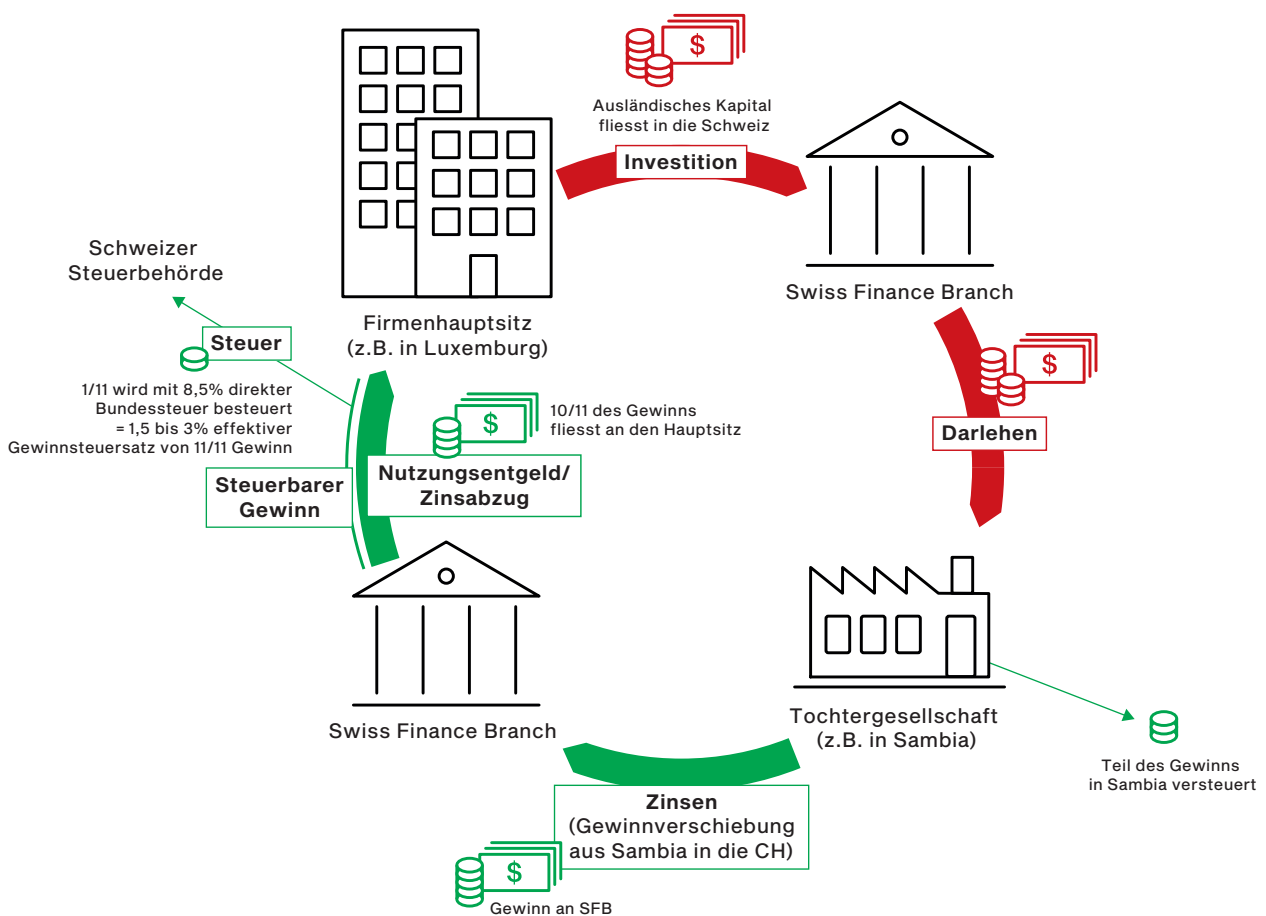 $
Ausländisches Kapital
fliesst in die Schweiz
Investition
Swiss Finance Branch
$
Darlehen
Tochtergesellschaft
(z.B. in Sambia)
Teil des Gewinns
in Sambia versteuert
Zinsen
(Gewinnverschiebung
aus Sambia in die CH)
$
Gewinn an SFB
Swiss Finance Branch
Steuerbarer
Gewinn
Nutzungsentgeld/
Zinsabzug
$
10/11 des Gewinns
fliesst an den Hauptsitz
1/11 wird mit 8,5% direkter
Bundessteuer besteuert
= 1,5 bis 3% effektiver
Gewinnsteuersatz von 11/11 Gewinn
Steuer
Schweizer
Steuerbehörde
Firmenhauptsitz
(z.B. in Luxemburg)